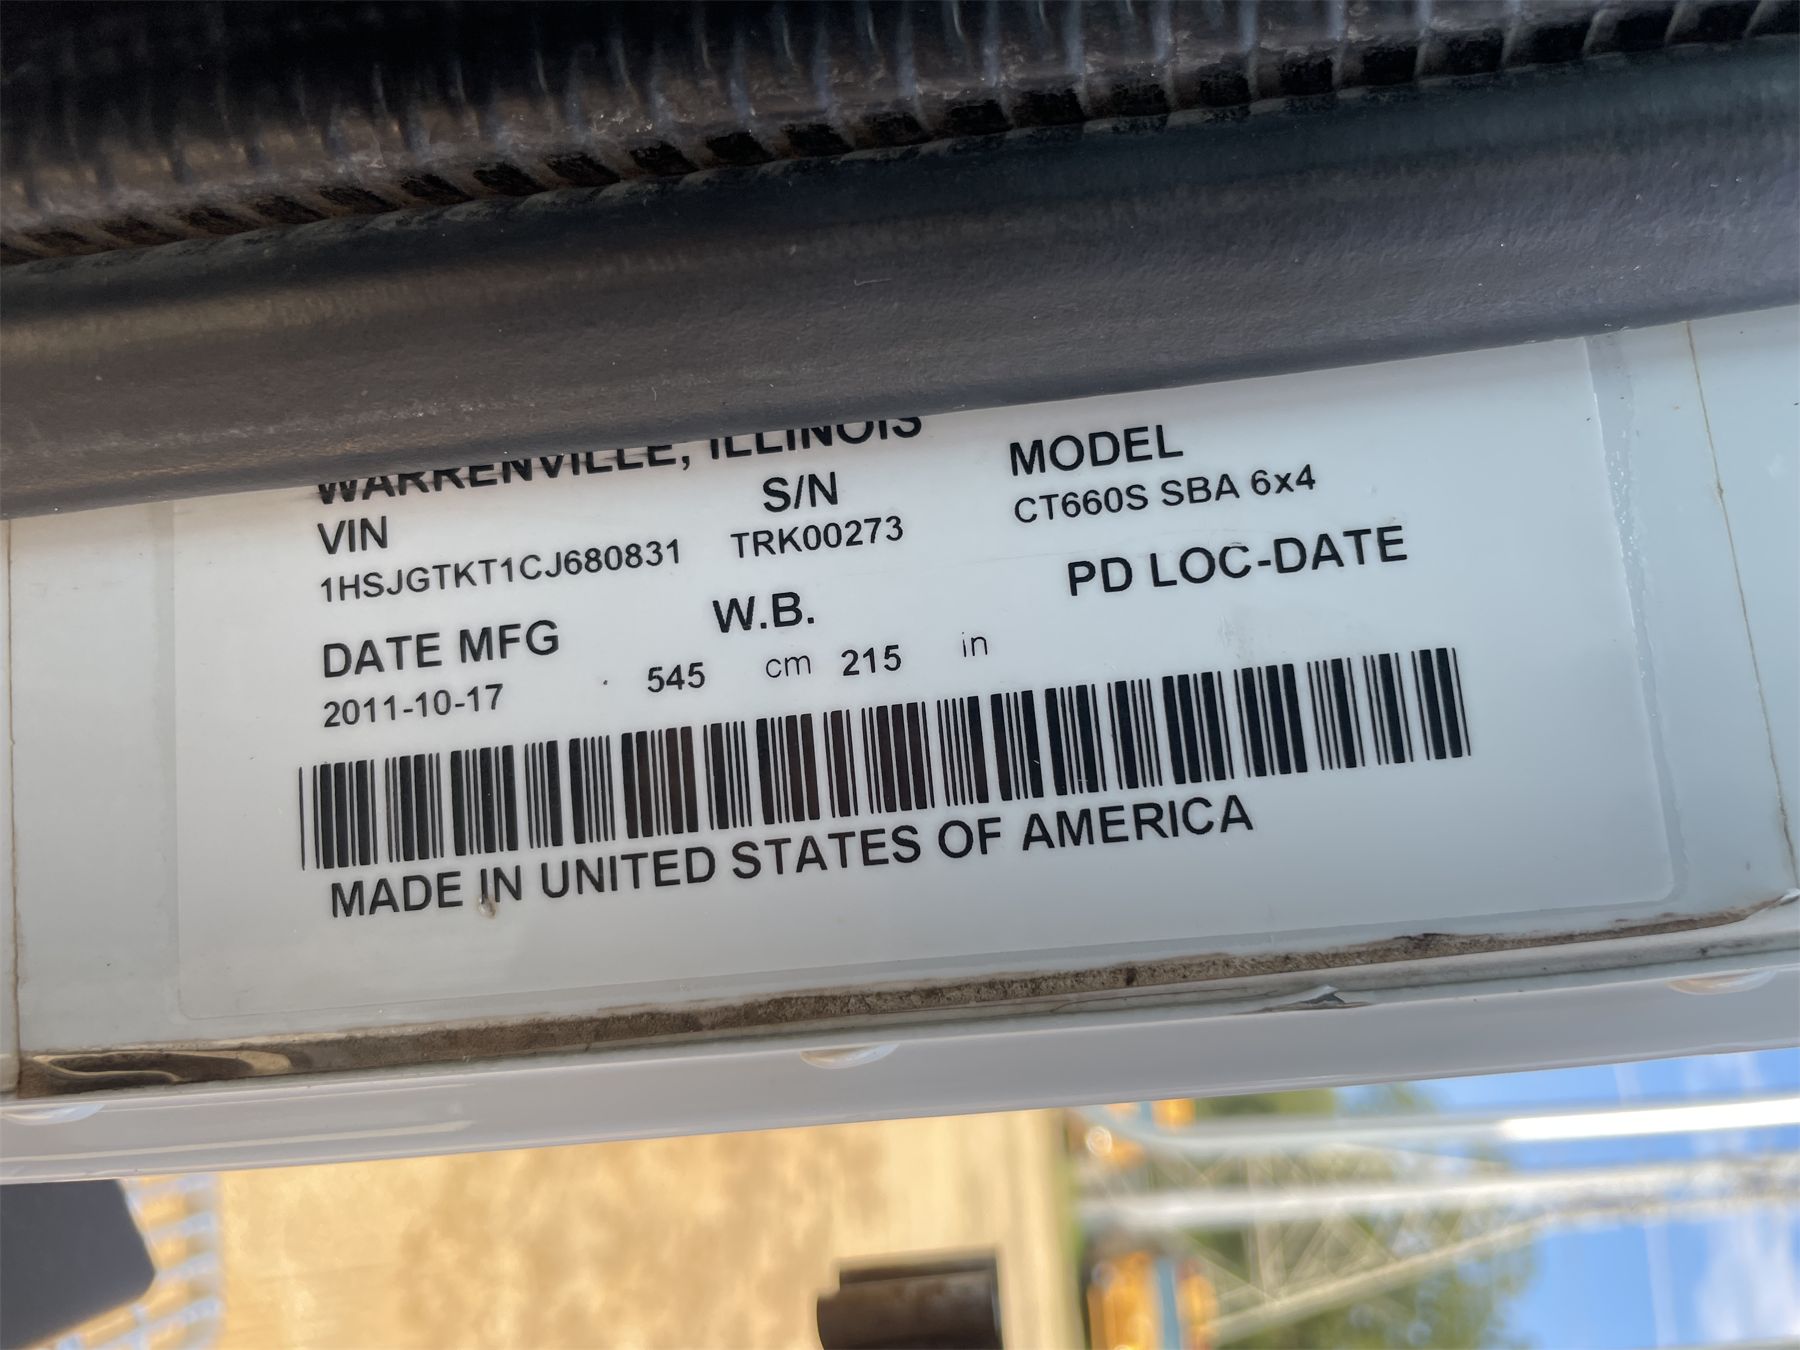 WARRENVILLE, ILLINOIS
VIN S/N MODEL
1HSJGTKT1CJ680831 TRK00273 CT660S SBA 6x4
DATE MFG W.B. PD LOC-DATE
2011-10-17 545 cm 215 in
MADE IN UNITED STATES OF AMERICA